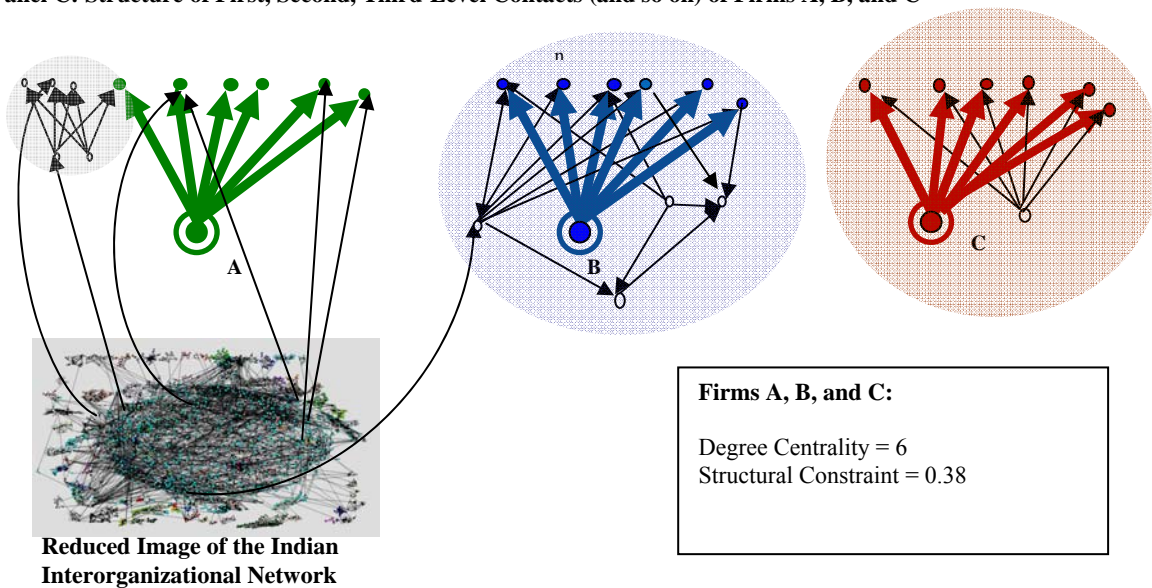 C: Structure of First, Second, Third-Level Contacts (and so on) of Firms A, B, and C
n
A
B
C
Firms A, B, and C:
Degree Centrality = 6
Structural Constraint = 0.38
Reduced Image of the Indian
Interorganizational Network